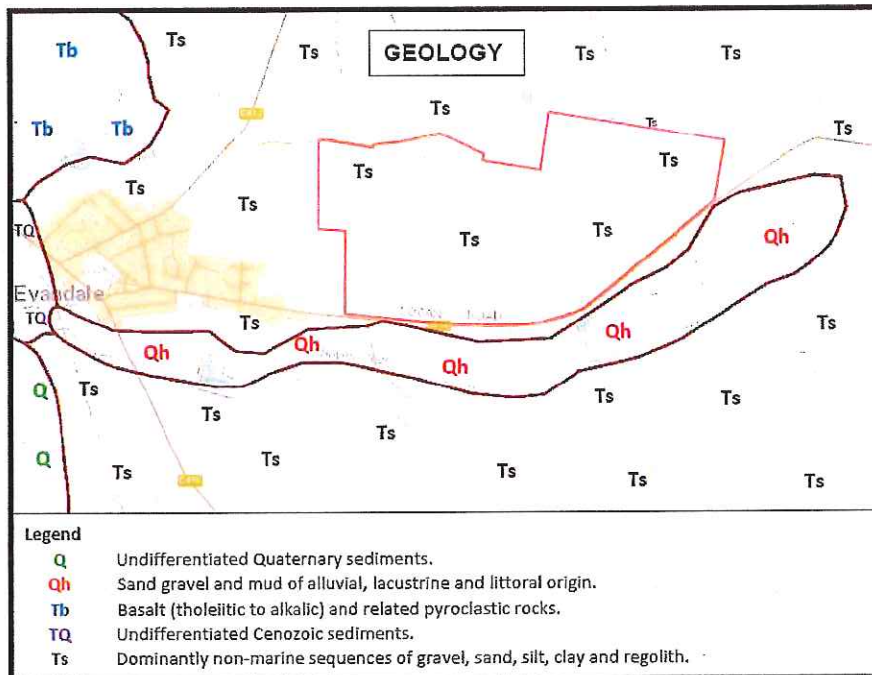 Tb
Ts
Ts
GEOLOGY
Ts
Ts
Tb
Tb
Ts
Ts
Ts
Ts
Ts
Ts
Ts
Ts
TQ
Ts
Ts
Qh
Evandale
TQ
Ts
Ts
Qh
Qh
Qh
Qh
Q
Ts
Ts
Ts
Ts
Ts
Q
Ts
Ts
Ts
Ts
Ts
Legend
Q Undifferentiated Quaternary sediments.
Qh Sand gravel and mud of alluvial, lacustrine and littoral origin.
Tb Basalt (tholeiitic to alkalic) and related pyroclastic rocks.
TQ Undifferentiated Cenozoic sediments.
Ts Dominantly non-marine sequences of gravel, sand, silt, clay and regolith.